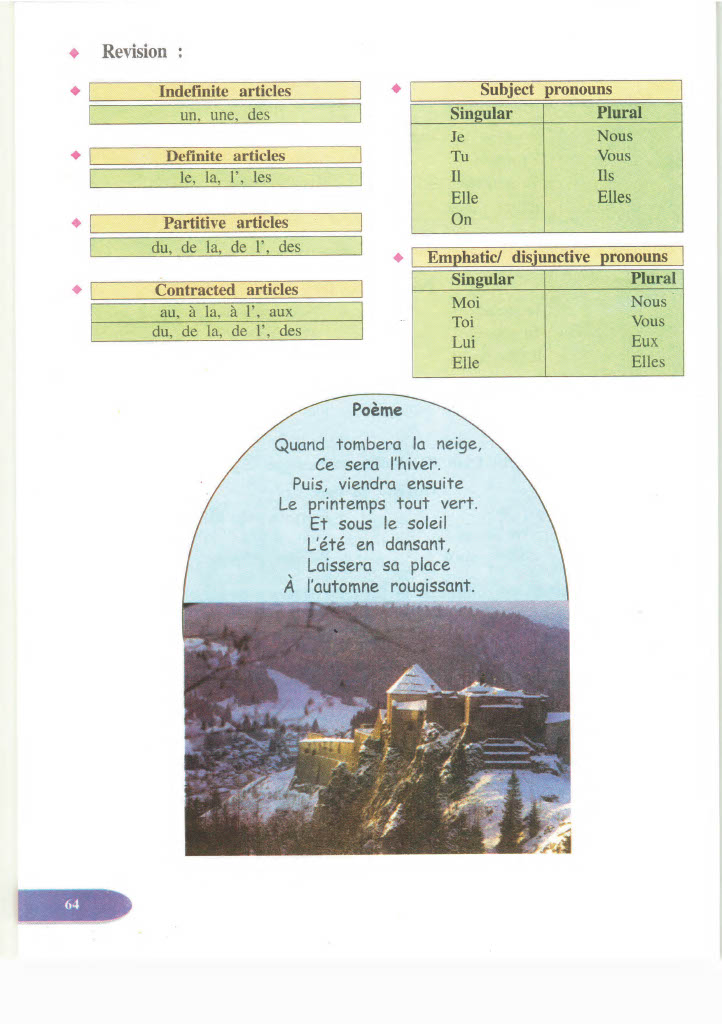 Revision :
Indefinite articles
un, une, des
Definite articles
le, la, l', les
Partitive articles
du, de la, de l', des
Contracted articles
au, à la, à l', aux
du, de la, de l', des
Subject pronouns
Singular Plural
Je Nous
Tu Vous
Il Ils
Elle Elles
On
Emphatic/ disjunctive pronouns
Singular Plural
Moi Nous
Toi Vous
Lui Eux
Elle Elles
Poème
Quand tombera la neige,
Ce sera l'hiver.
Puis, viendra ensuite
Le printemps tout vert.
Et sous le soleil
L'été en dansant,
Laissera sa place
À l'automne rougissant.
64